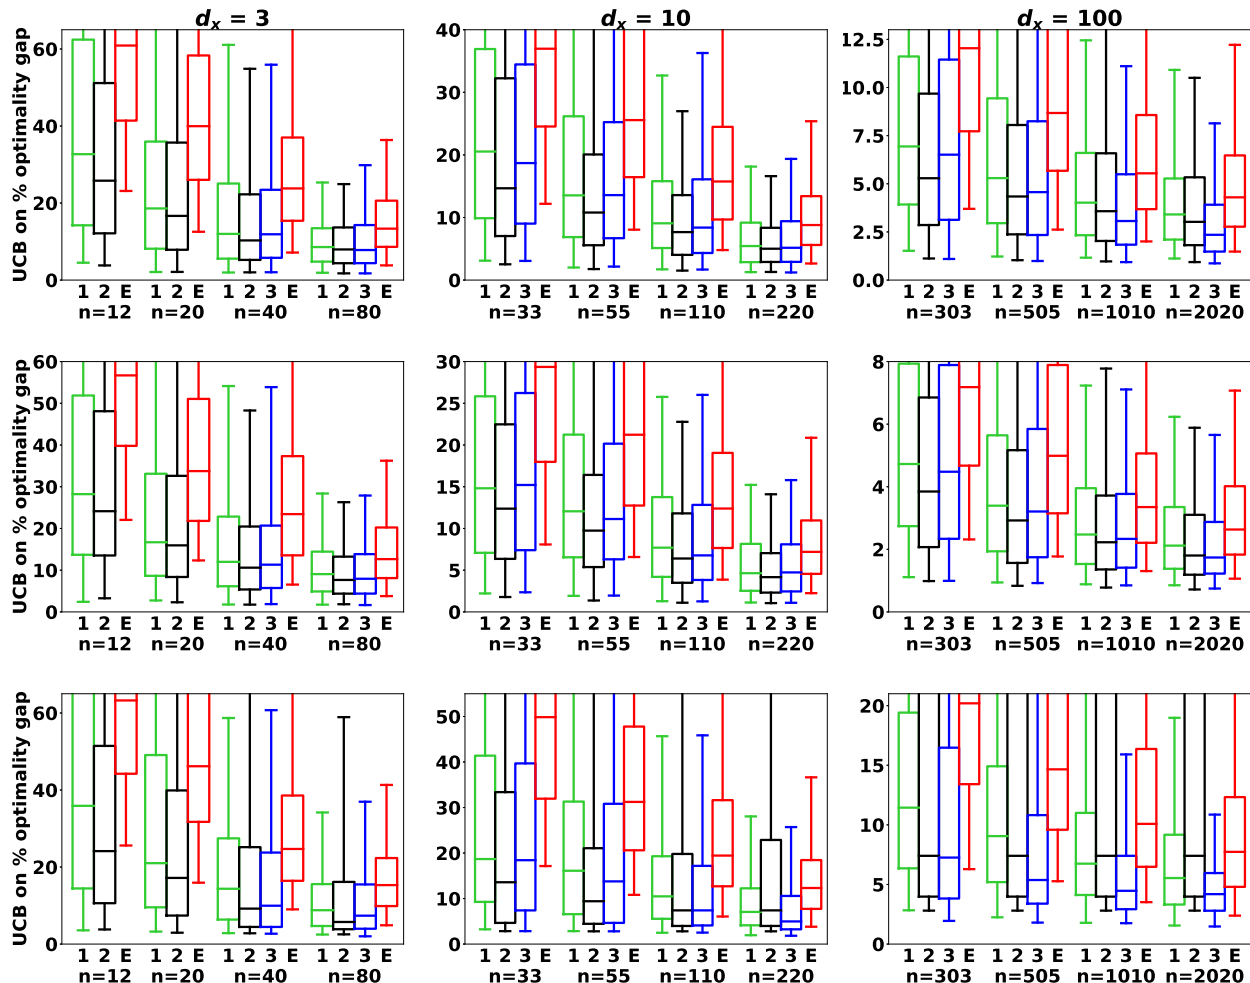 dx = 3 dx = 10 dx = 100
UCB on % optimality gap
60
40
20
0
1 2 E 1 2 E 1 2 3 E 1 2 3 E
n=12 n=20 n=40 n=80
40
30
20
10
0
1 2 3 E 1 2 3 E 1 2 3 E 1 2 3 E
n=33 n=55 n=110 n=220
12.5
10.0
7.5
5.0
2.5
0.0
1 2 3 E 1 2 3 E 1 2 3 E 1 2 3 E
n=303 n=505 n=1010 n=2020
UCB on % optimality gap
60
50
40
30
20
10
0
1 2 E 1 2 E 1 2 3 E 1 2 3 E
n=12 n=20 n=40 n=80
30
25
20
15
10
5
0
1 2 3 E 1 2 3 E 1 2 3 E 1 2 3 E
n=33 n=55 n=110 n=220
8
6
4
2
0
1 2 3 E 1 2 3 E 1 2 3 E 1 2 3 E
n=303 n=505 n=1010 n=2020
UCB on % optimality gap
60
40
20
0
1 2 E 1 2 E 1 2 3 E 1 2 3 E
n=12 n=20 n=40 n=80
50
40
30
20
10
0
1 2 3 E 1 2 3 E 1 2 3 E 1 2 3 E
n=33 n=55 n=110 n=220
20
15
10
5
0
1 2 3 E 1 2 3 E 1 2 3 E 1 2 3 E
n=303 n=505 n=1010 n=2020